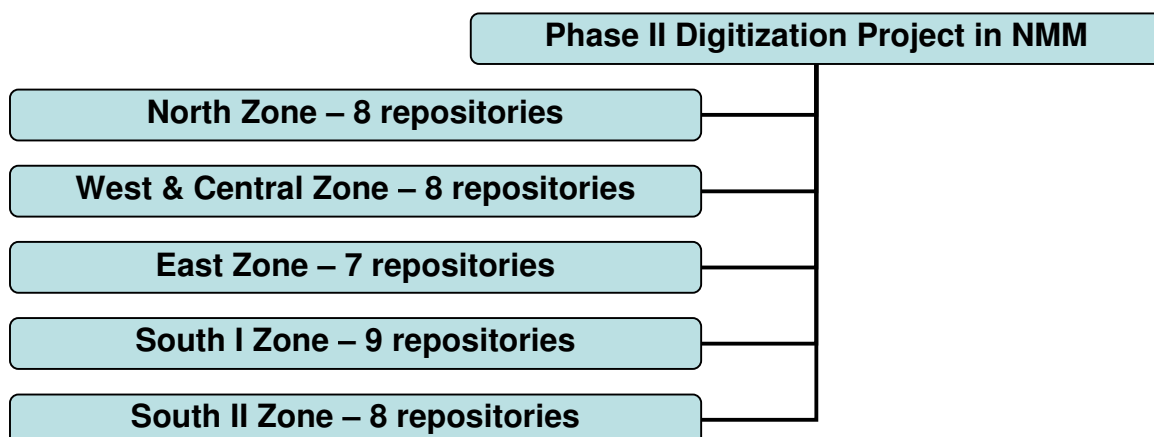 Phase II Digitization Project in NMM
North Zone – 8 repositories
West & Central Zone – 8 repositories
East Zone – 7 repositories
South I Zone – 9 repositories
South II Zone – 8 repositories